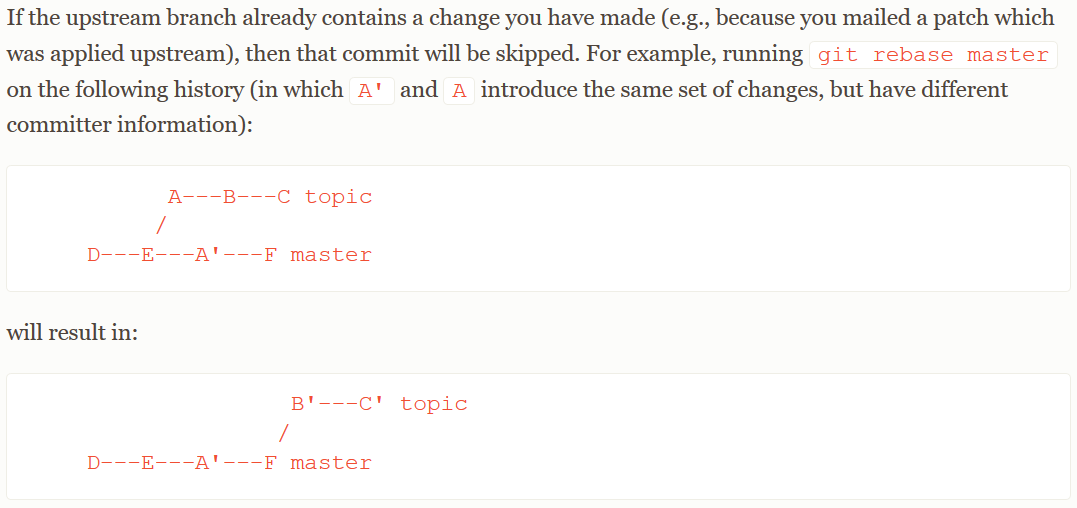 If the upstream branch already contains a change you have made (e.g., because you mailed a patch which
was applied upstream), then that commit will be skipped. For example, running git rebase master
on the following history (in which A' and A introduce the same set of changes, but have different
committer information):
A---B---C topic
/
D---E---A'---F master
will result in:
B'---C' topic
/
D---E---A'---F master